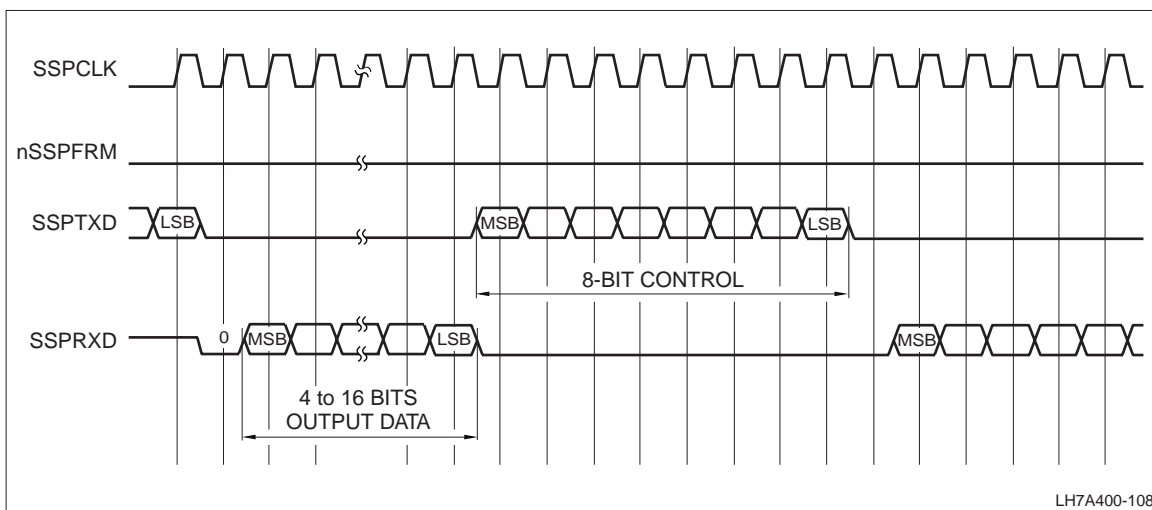 SSPCLK
nSSPFRM
SSPTXD
LSB
MSB
LSB
8-BIT CONTROL
SSPRXD
0
MSB
LSB
MSB
4 to 16 BITS
OUTPUT DATA
LH7A400-108